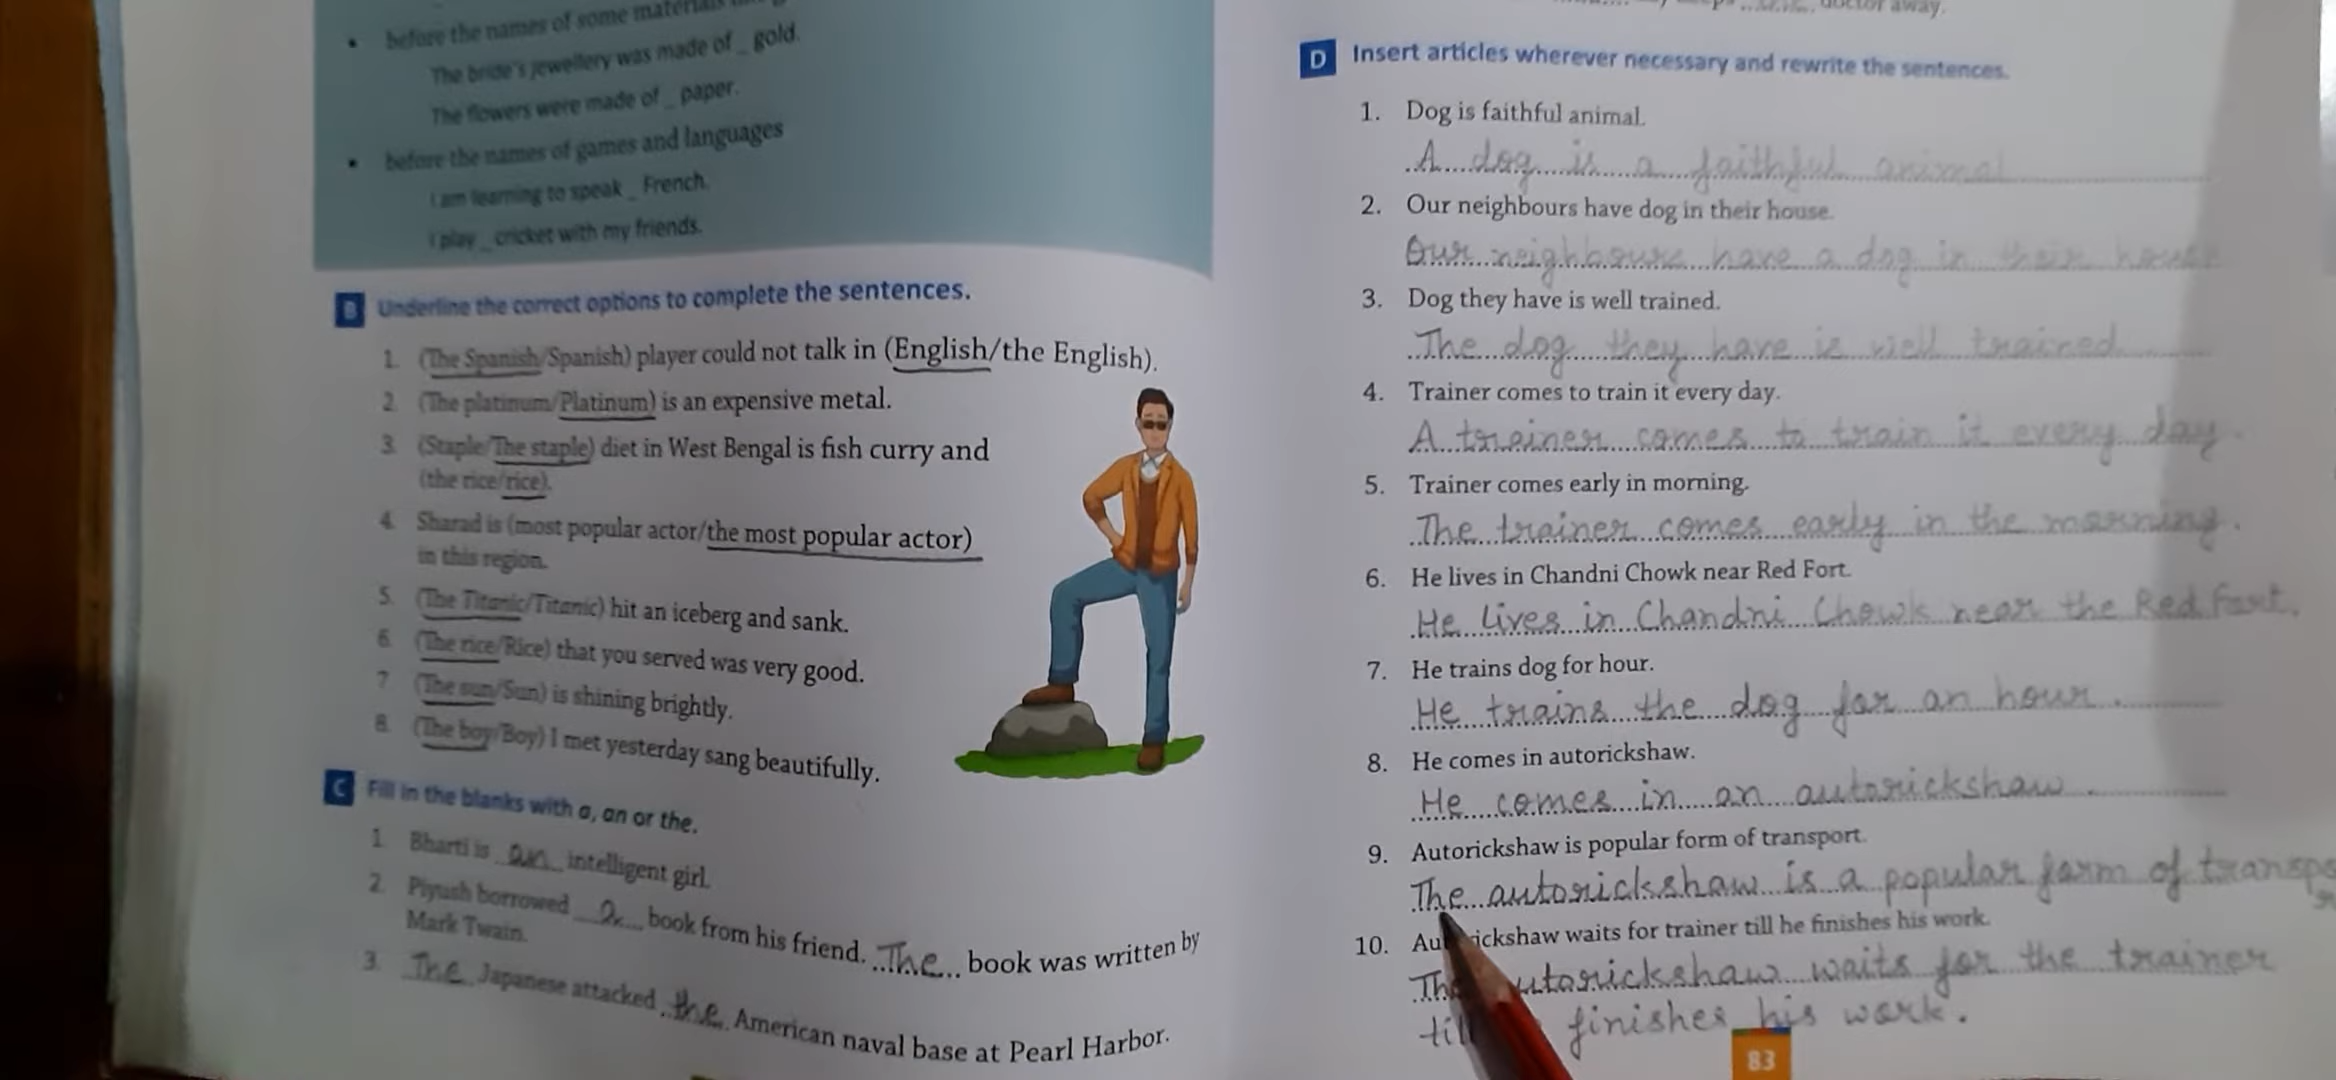 before the names of some materials
The bride's jewellery was made of _ gold.
The flowers were made of _ paper.
before the names of games and languages
I am learning to speak _ French.
I play _ cricket with my friends.
B Underline the correct options to complete the sentences.
1. (The Spanish/Spanish) player could not talk in (English/the English).
2. (The platinum/Platinum) is an expensive metal.
3. (Staple/The staple) diet in West Bengal is fish curry and
(the rice/rice).
4. Sharad is (most popular actor/the most popular actor)
in this region.
5. (The Titanic/Titanic) hit an iceberg and sank.
6. (The rice/Rice) that you served was very good.
7 (The sun/Sun) is shining brightly.
8. (The boy/Boy) I met yesterday sang beautifully.
C Fill in the blanks with a, an or the.
1. Bharti is an intelligent girl.
2. Piyush borrowed a book from his friend. The book was written by
Mark Twain.
3. The Japanese attacked the American naval base at Pearl Harbor.
doctor away.
D Insert articles wherever necessary and rewrite the sentences.
1. Dog is faithful animal.
A dog is a faithful animal
2. Our neighbours have dog in their house.
Our neighbours have a dog in their house
3. Dog they have is well trained.
The dog they have is well trained.
4. Trainer comes to train it every day.
A trainer comes to train it every day.
5. Trainer comes early in morning.
The trainer comes early in the morning.
6. He lives in Chandni Chowk near Red Fort.
He lives in Chandni Chowk near the Red Fort.
7. He trains dog for hour.
He trains the dog for an hour.
8. He comes in autorickshaw.
He comes in an autorickshaw.
9. Autorickshaw is popular form of transport.
The autorickshaw is a popular form of
10. Autorickshaw waits for trainer till he finishes his work.
The autorickshaw waits for the trainer
till finishes his work.
83